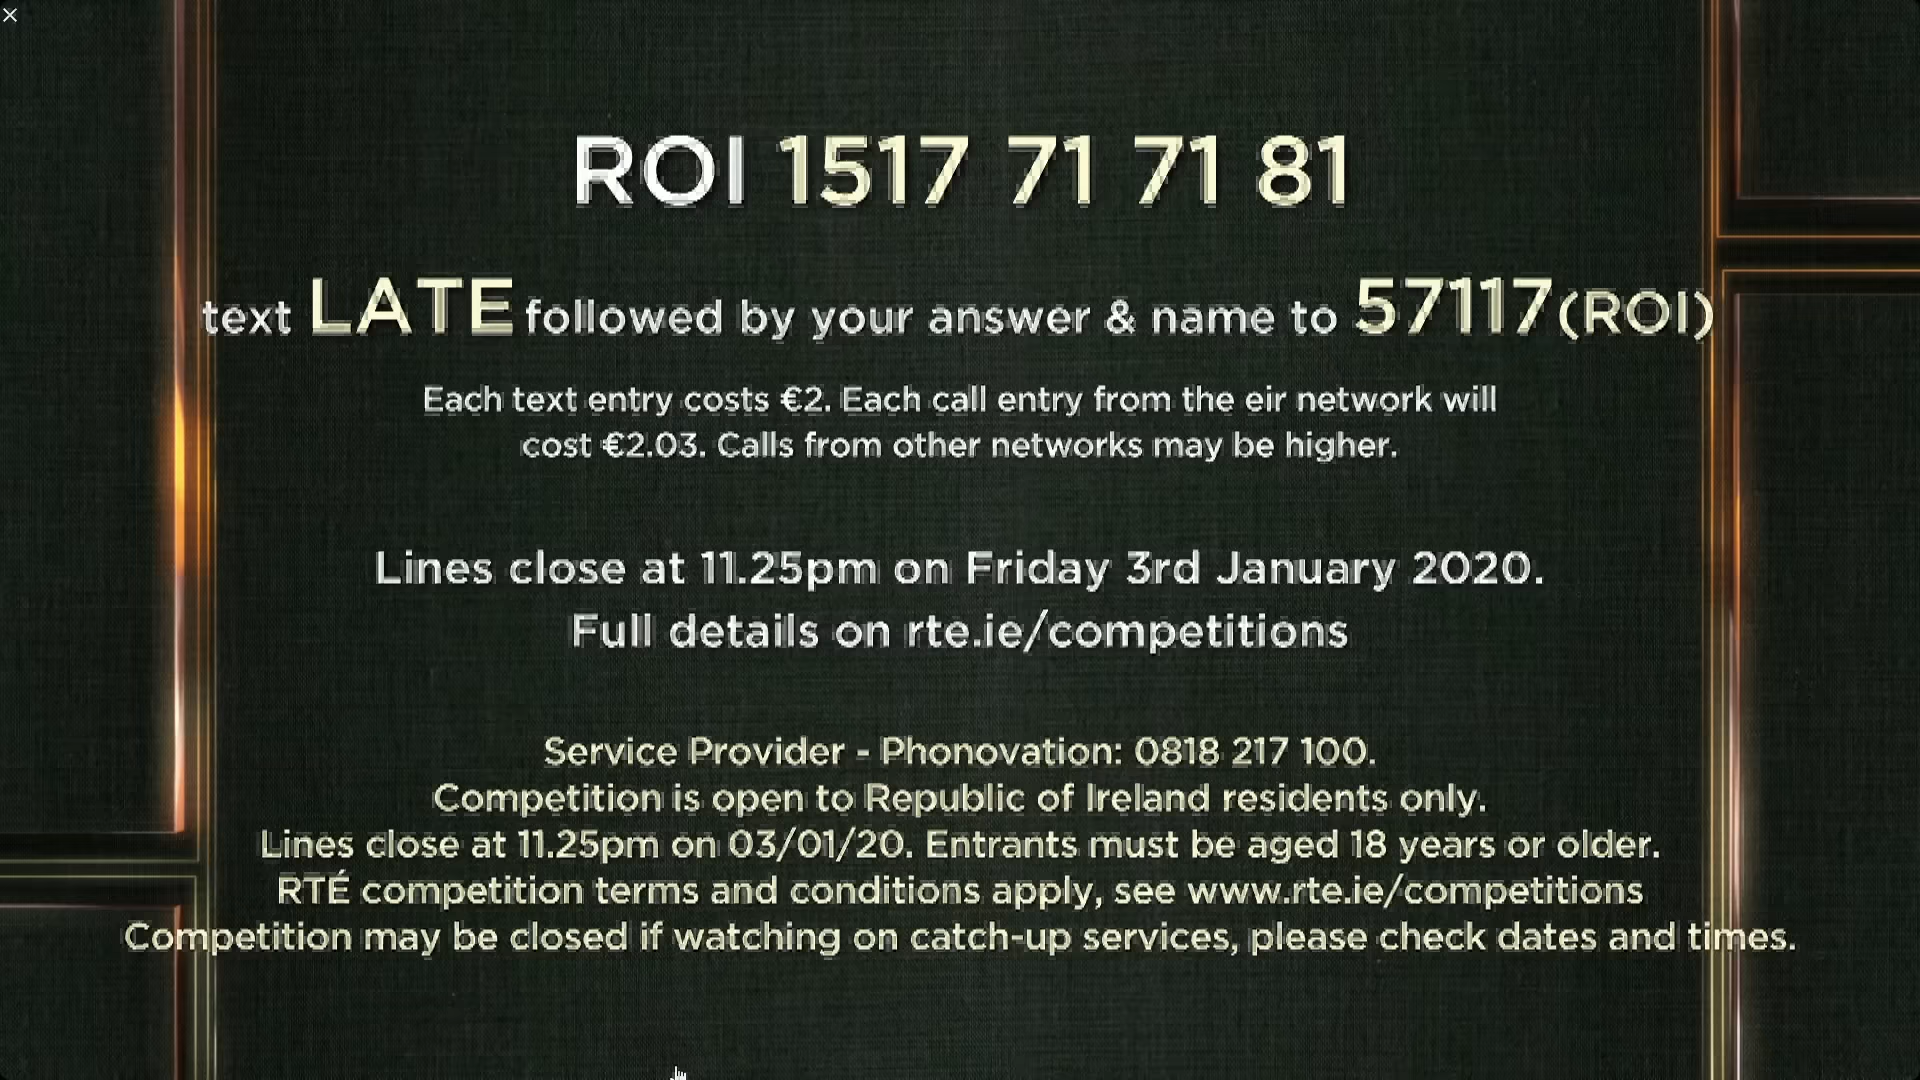 ROI 1517 71 71 81
text LATE followed by your answer & name to 57117(ROI)
Each text entry costs €2. Each call entry from the eir network will
cost €2.03. Calls from other networks may be higher.
Lines close at 11.25pm on Friday 3rd January 2020.
Full details on rte.ie/competitions
Service Provider - Phonovation: 0818 217 100.
Competition is open to Republic of Ireland residents only.
Lines close at 11.25pm on 03/01/20. Entrants must be aged 18 years or older.
RTÉ competition terms and conditions apply, see www.rte.ie/competitions
Competition may be closed if watching on catch-up services, please check dates and times.